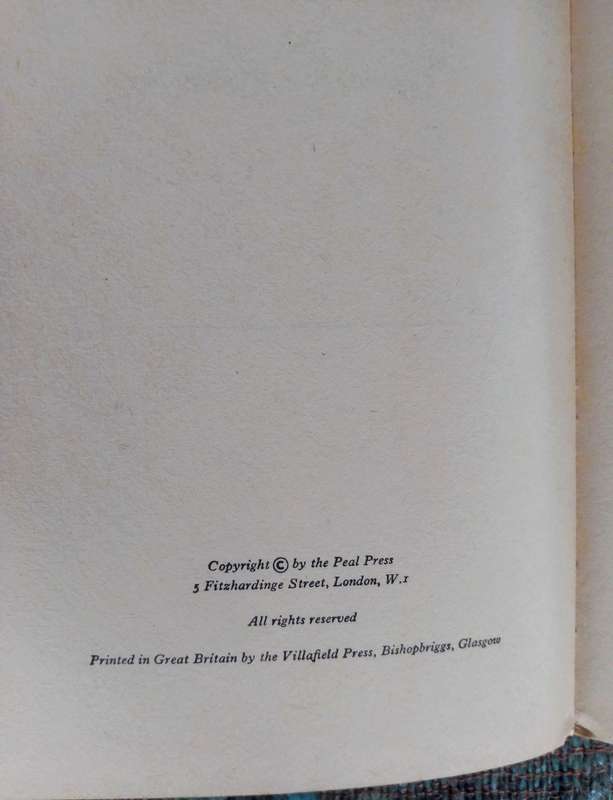 Copyright © by the Peal Press
5 Fitzhardinge Street, London, W.1
All rights reserved
Printed in Great Britain by the Villafield Press, Bishopbriggs, Glasgow